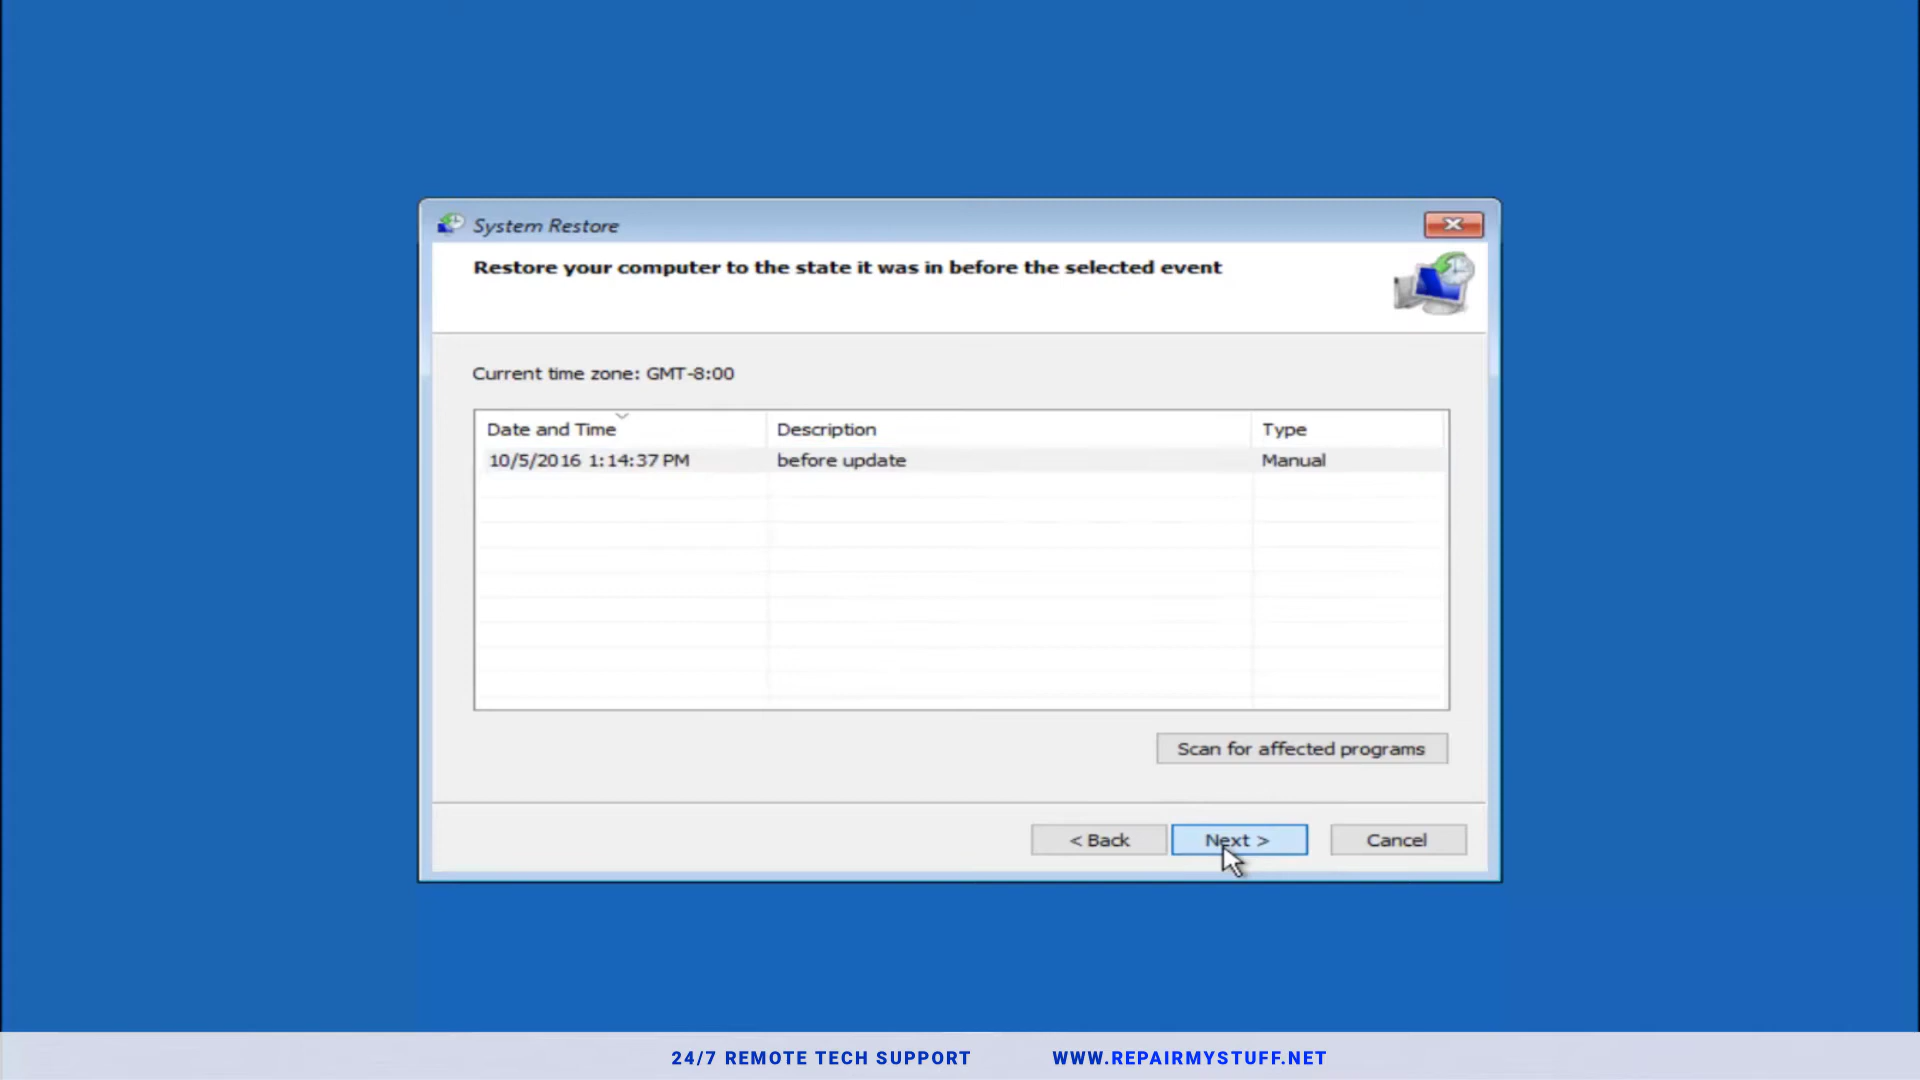 System Restore
Restore your computer to the state it was in before the selected event
Current time zone: GMT-8:00
Date and Time Description Type
10/5/2016 1:14:37 PM before update Manual
Scan for affected programs
< Back Next > Cancel
24/7 REMOTE TECH SUPPORT WWW.REPAIRMYSTUFF.NET